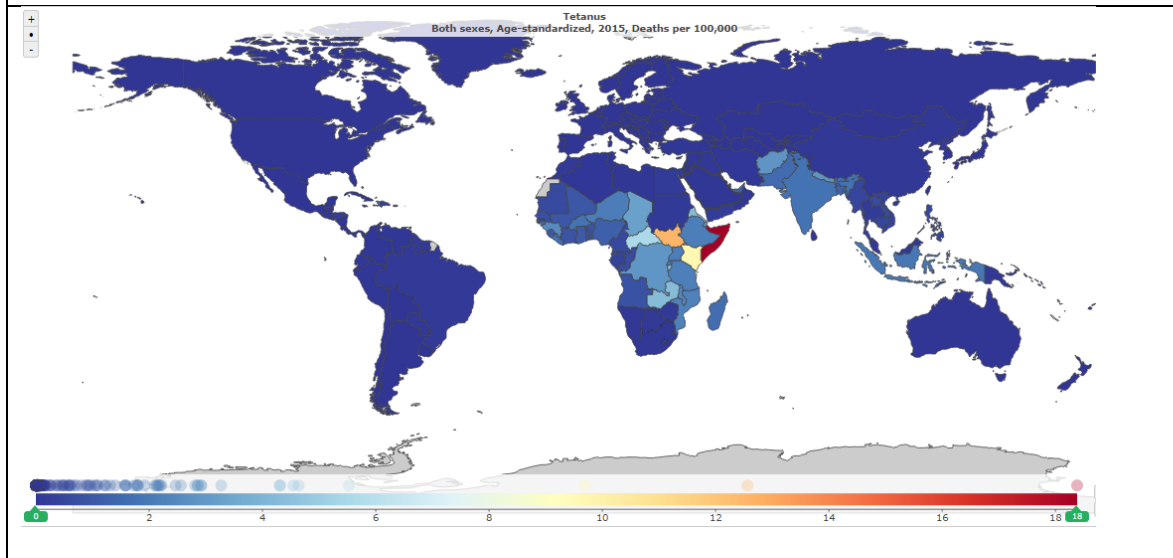 +
Tetanus
Both sexes, Age-standardized, 2015, Deaths per 100,000
-
2 4 6 8 10 12 14 16 18
0 18